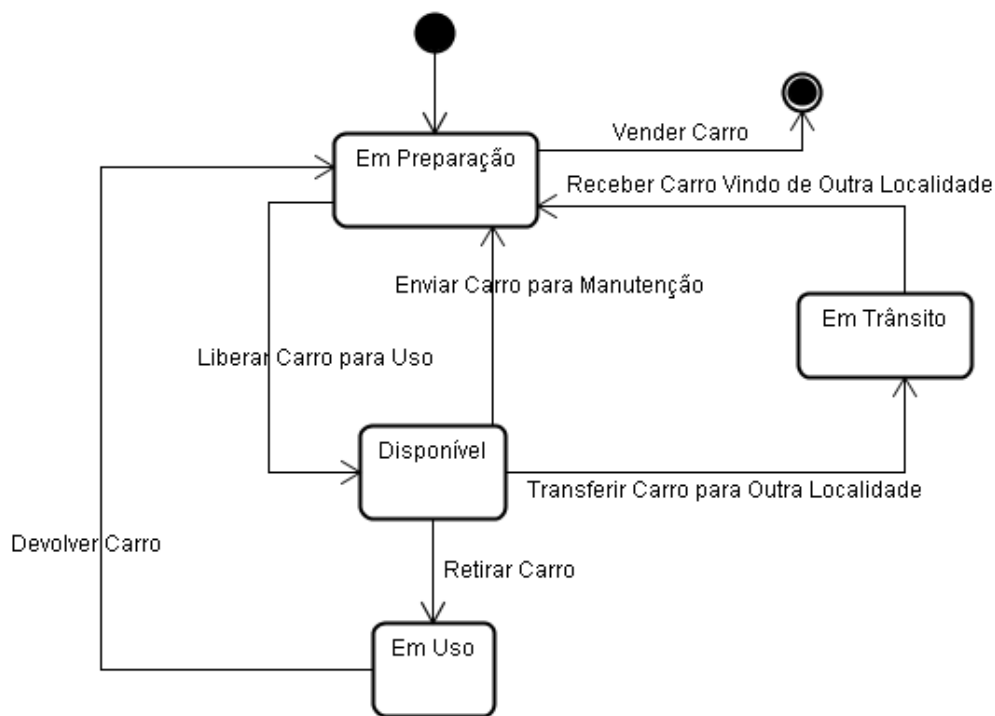 Vender Carro
Em Preparação
Receber Carro Vindo de Outra Localidade
Enviar Carro para Manutenção
Em Trânsito
Liberar Carro para Uso
Disponível
Transferir Carro para Outra Localidade
Devolver Carro
Retirar Carro
Em Uso